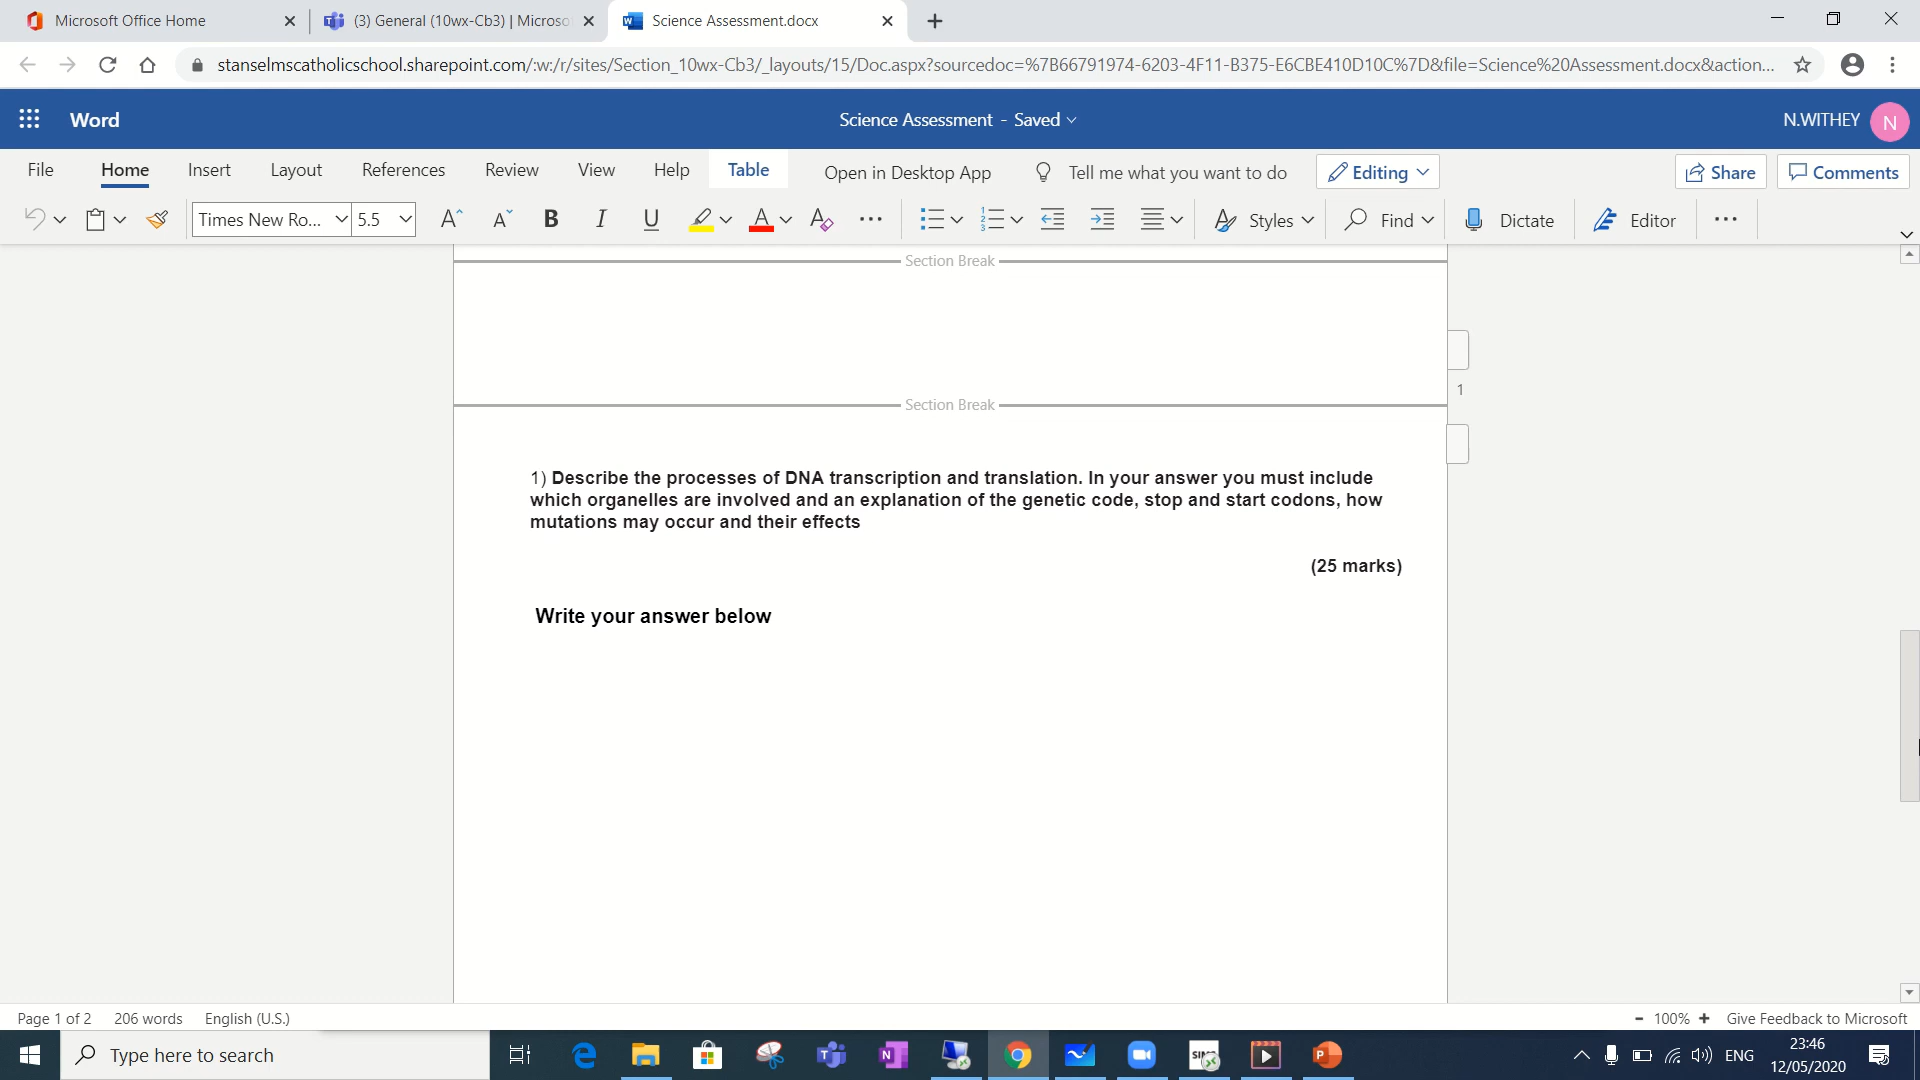 Microsoft Office Home
(3) General (10wx-Cb3) | Microso
Science Assessment.docx
stanselmscatholicschool.sharepoint.com/:w:/r/sites/Section_10wx-Cb3/_layouts/15/Doc.aspx?sourcedoc=%7B66791974-6203-4F11-B375-E6CBE410D10C%7D&file=Science%20Assessment.docx&action...
Word
Science Assessment - Saved
N.WITHEY
N
File Home Insert Layout References Review View Help Table Open in Desktop App Tell me what you want to do Editing Share Comments
Times New Ro... 5.5 A A B I U A A ... Styles Find Dictate Editor ...
Section Break
1
Section Break
1) Describe the processes of DNA transcription and translation. In your answer you must include
which organelles are involved and an explanation of the genetic code, stop and start codons, how
mutations may occur and their effects
(25 marks)
Write your answer below
Page 1 of 2 206 words English (U.S.) - 100% + Give Feedback to Microsoft
Type here to search
ENG
23:46
12/05/2020